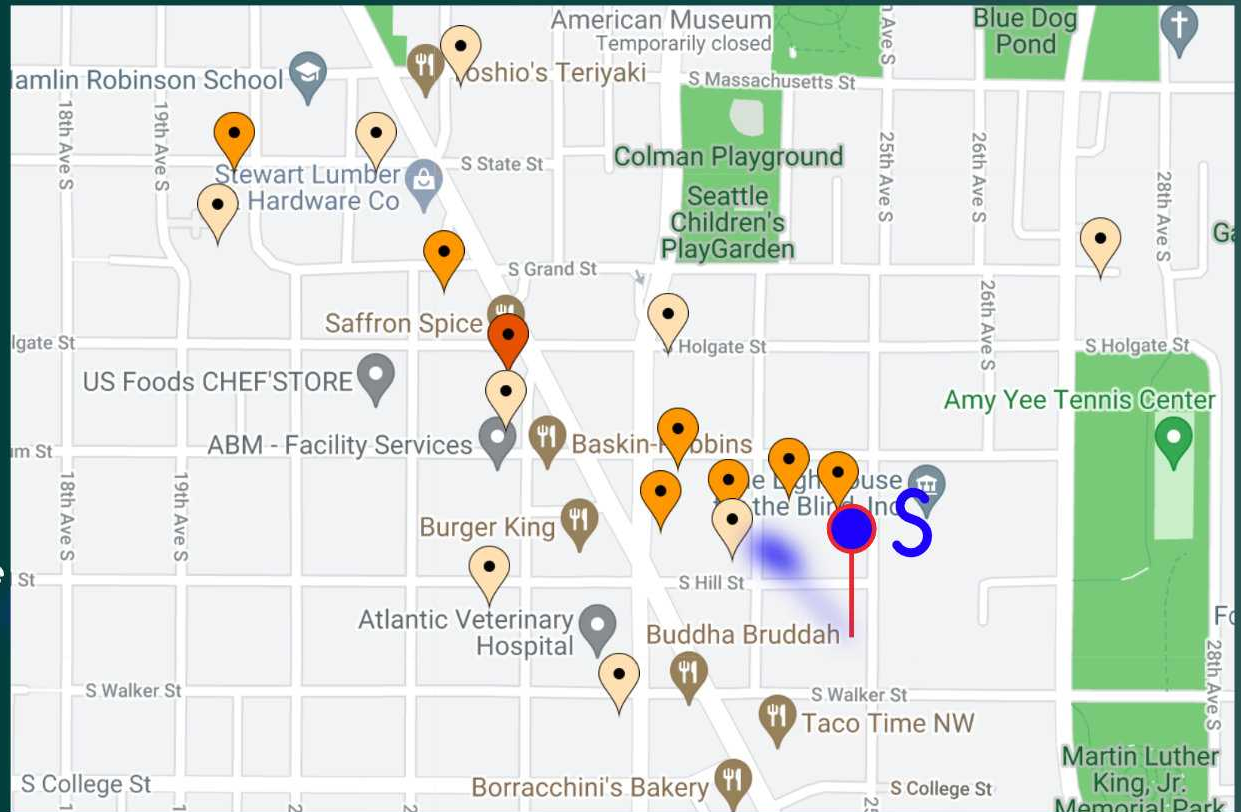 American Museum
Temporarily closed
Blue Dog
Pond
Hamlin Robinson School
Toshio's Teriyaki
S Massachusetts St
18th Ave S
19th Ave S
25th Ave S
26th Ave S
28th Ave S
S State St
Colman Playground
Stewart Lumber
Hardware Co
Seattle
Children's
PlayGarden
S Grand St
26th Ave S
Saffron Spice
lgate St
S Holgate St
S Holgate St
US Foods CHEF'STORE
Amy Yee Tennis Center
ABM - Facility Services
Baskin-Robbins
m St
18th Ave S
19th Ave S
the Blind, Inc
S
Burger King
St
S Hill St
Atlantic Veterinary
Hospital
Buddha Bruddah
28th Ave S
S Walker St
S Walker St
Taco Time NW
Martin Luther
King, Jr.
Memorial Park
S College St
Borracchini's Bakery
S College St